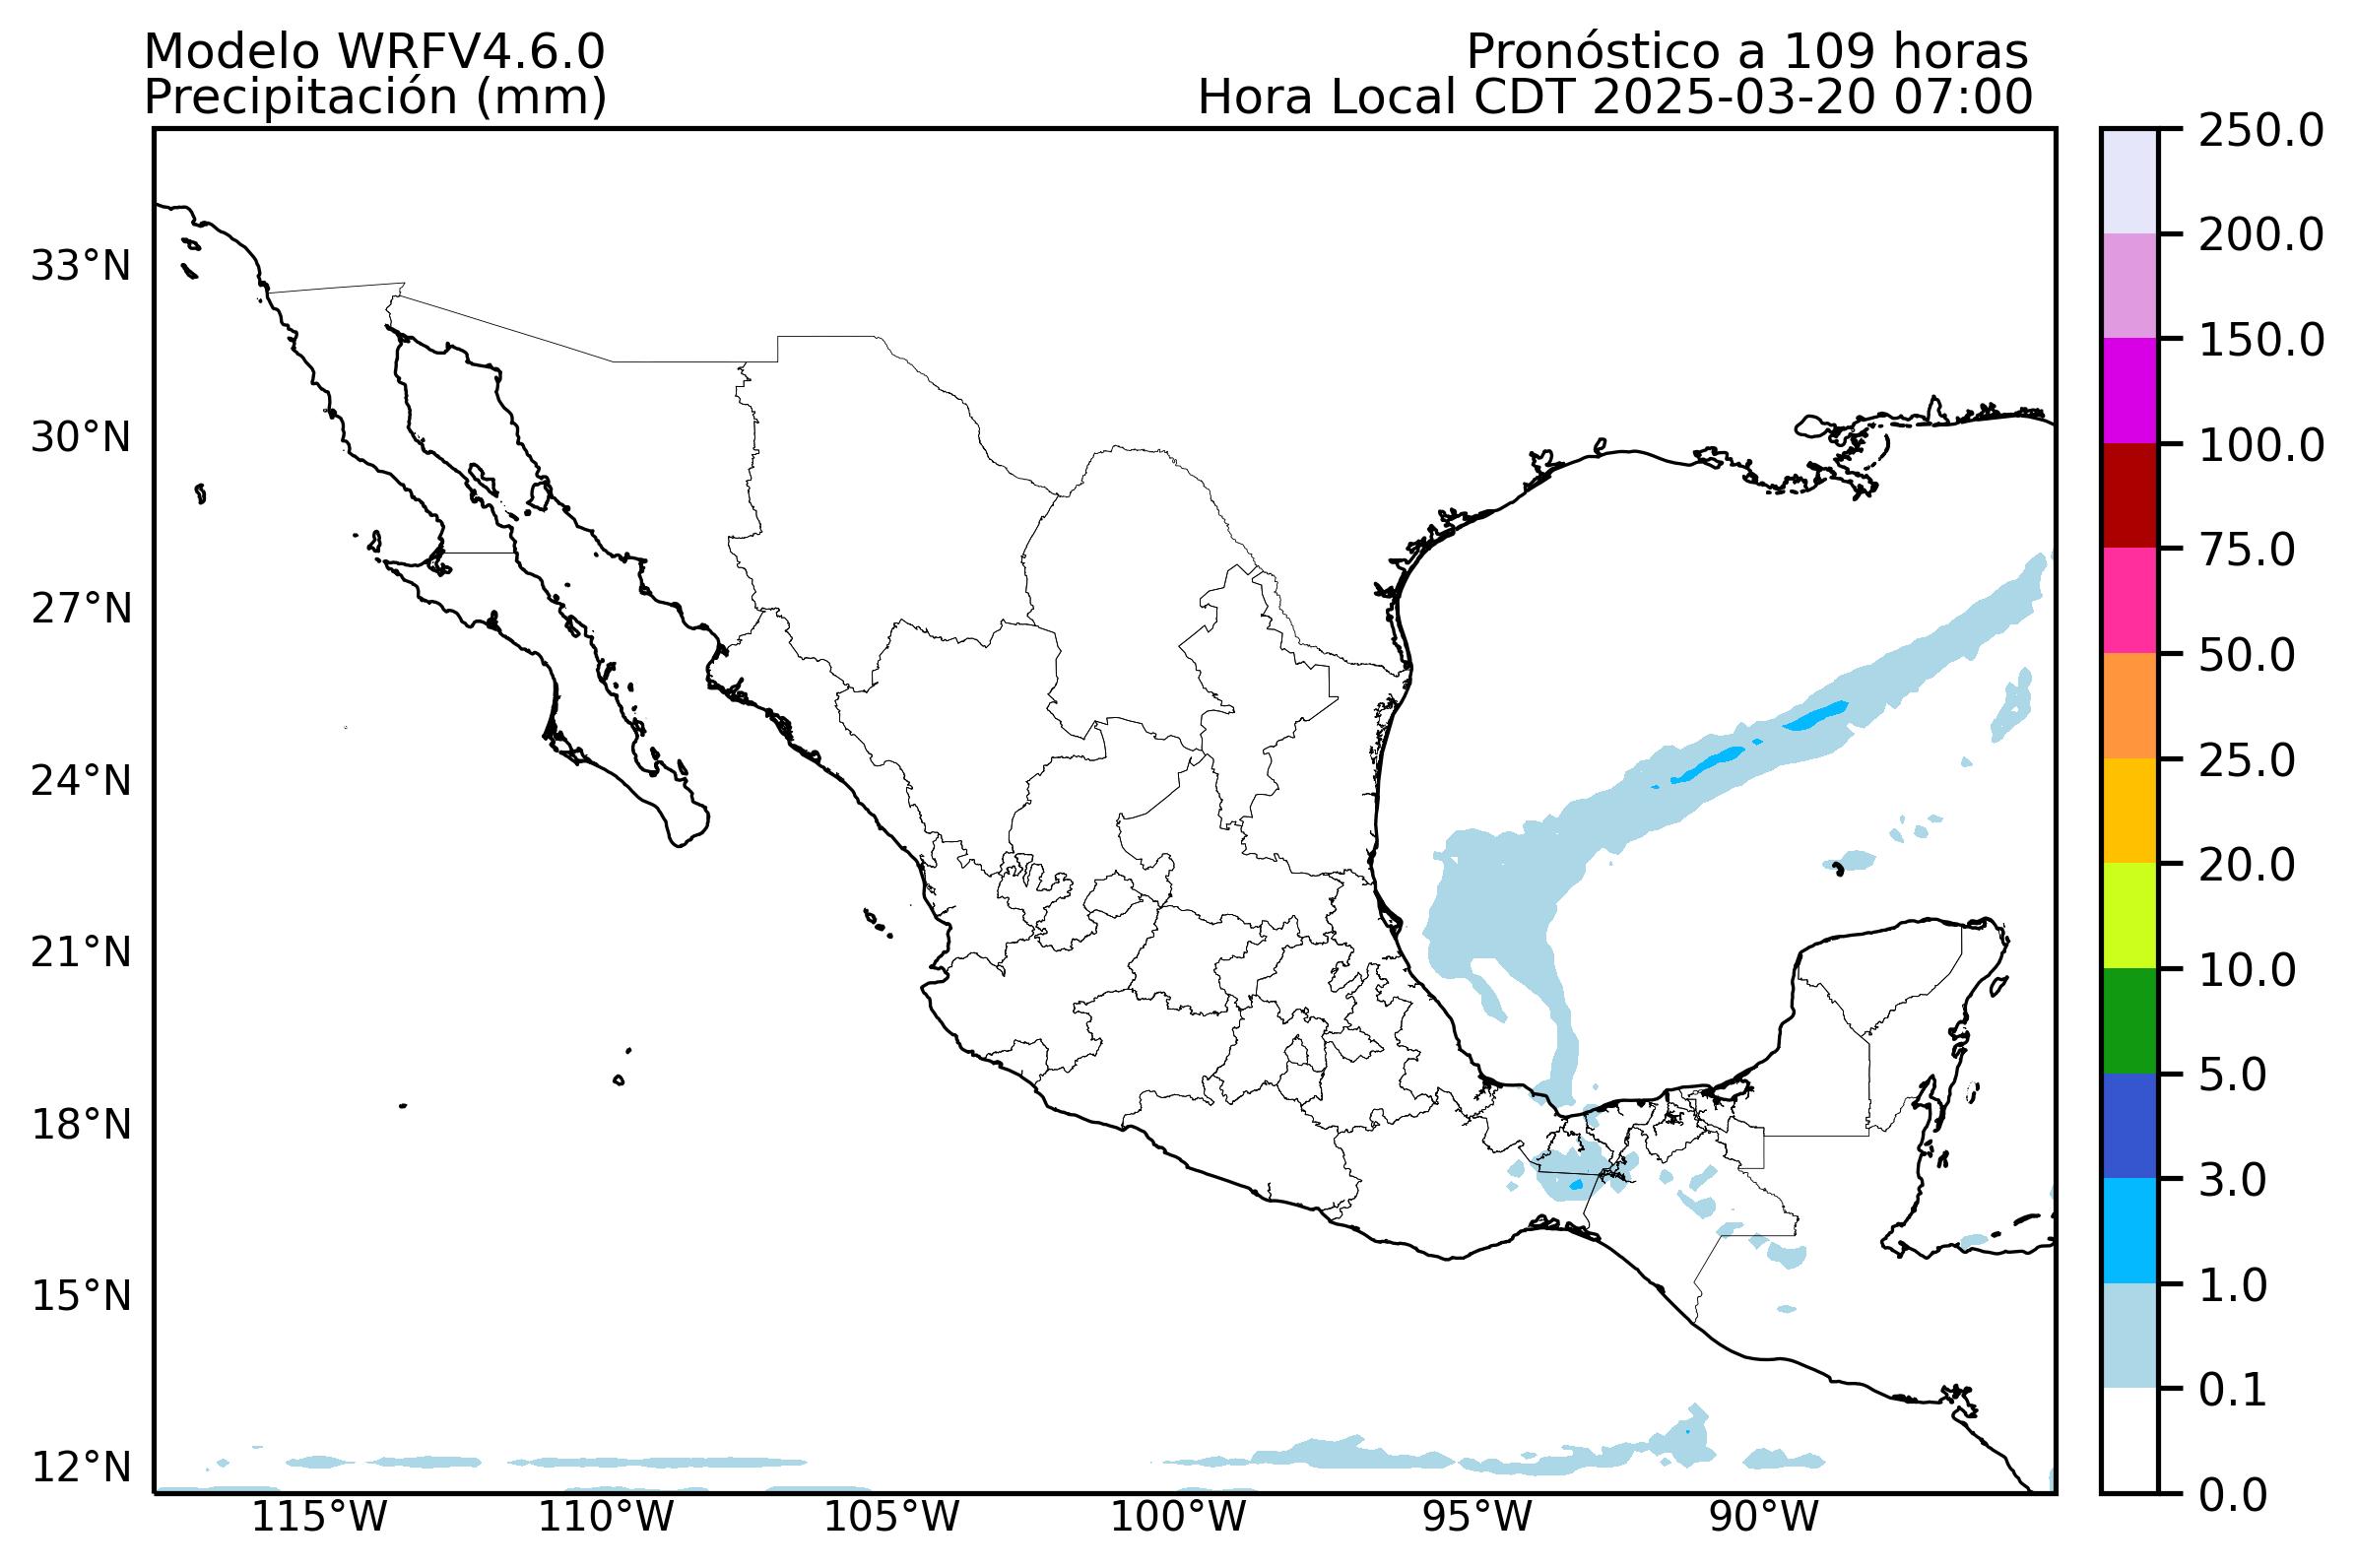 Modelo WRFV4.6.0
Precipitación (mm)
Pronóstico a 109 horas
Hora Local CDT 2025-03-20 07:00
33°N
30°N
27°N
24°N
21°N
18°N
15°N
12°N
115°W
110°W
105°W
100°W
95°W
90°W
250.0
200.0
150.0
100.0
75.0
50.0
25.0
20.0
10.0
5.0
3.0
1.0
0.1
0.0